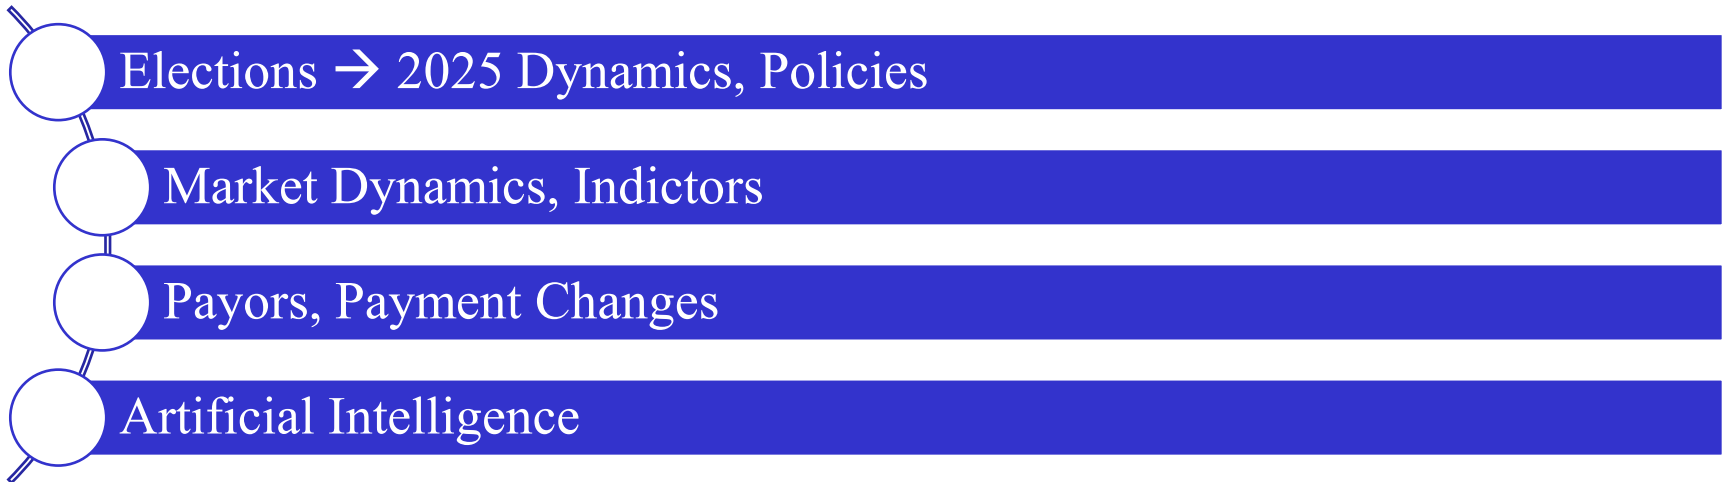 Elections → 2025 Dynamics, Policies
Market Dynamics, Indictors
Payors, Payment Changes
Artificial Intelligence